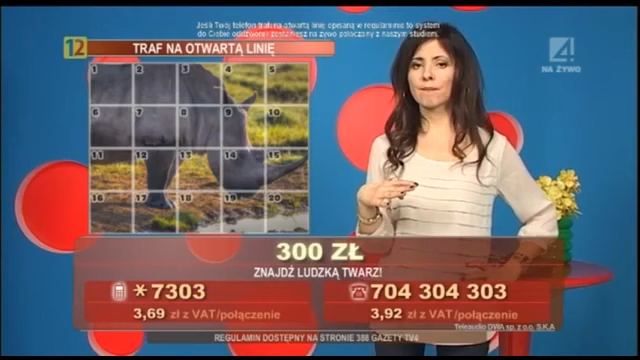 Jeśli Twój telefon trafi na otwartą linię opisaną w regulaminie to system
do Ciebie oddzwoni i zostaniesz na żywo połączony z naszym studiem.
12
TRAF NA OTWARTĄ LINIĘ
4
NA ŻYWO
1 2 3 4 5
6 7 8 9 10
11 12 13 14 15
16 17 18 19 20
300 ZŁ
ZNAJDŹ LUDZKĄ TWARZ!
*7303
704 304 303
3,69 zł z VAT/połączenie
3,92 zł z VAT/połączenie
Teleaudio DWA sp. z o.o. S.K.A
REGULAMIN DOSTĘPNY NA STRONIE 388 GAZETY TV4